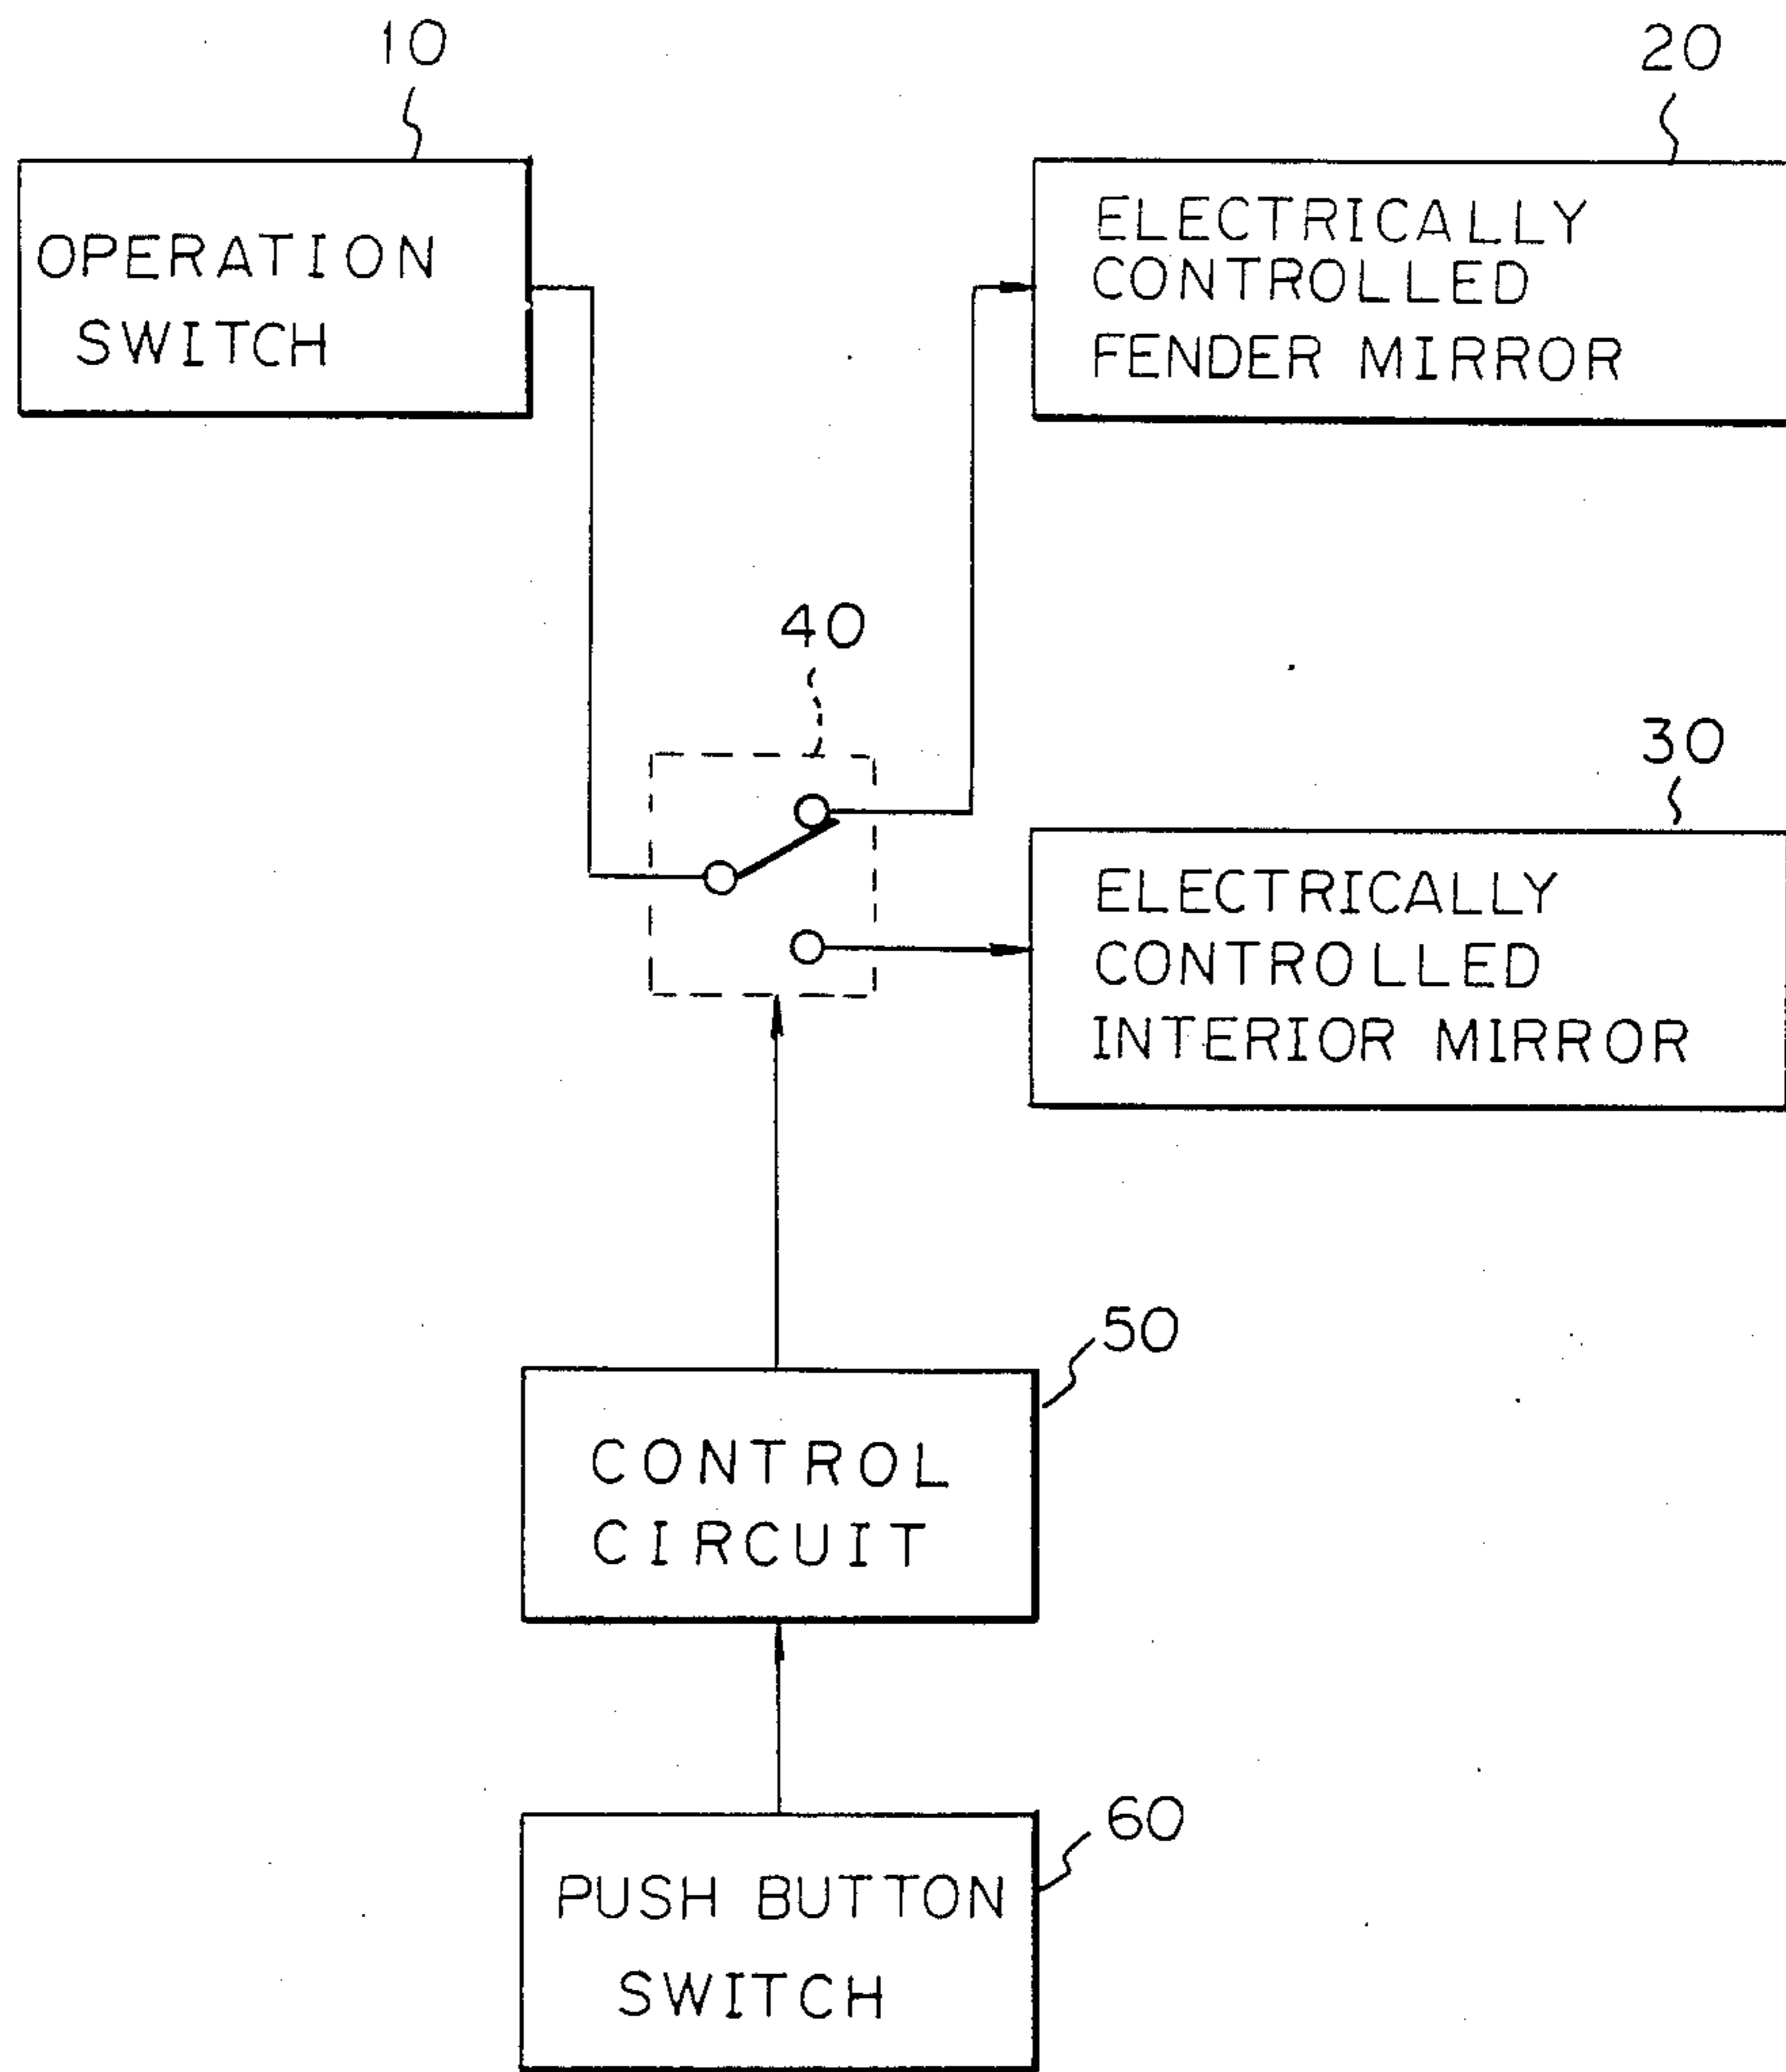 10
20
OPERATION
SWITCH
ELECTRICALLY
CONTROLLED
FENDER MIRROR
40
30
ELECTRICALLY
CONTROLLED
INTERIOR MIRROR
50
CONTROL
CIRCUIT
60
PUSH BUTTON
SWITCH